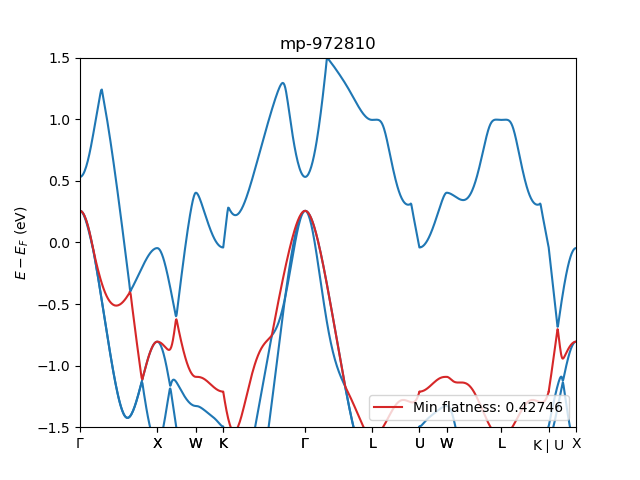 mp-972810
E − E_F (eV)
1.5
1.0
0.5
0.0
−0.5
−1.0
−1.5
Min flatness: 0.42746
Γ X W K Γ L U W L K | U X